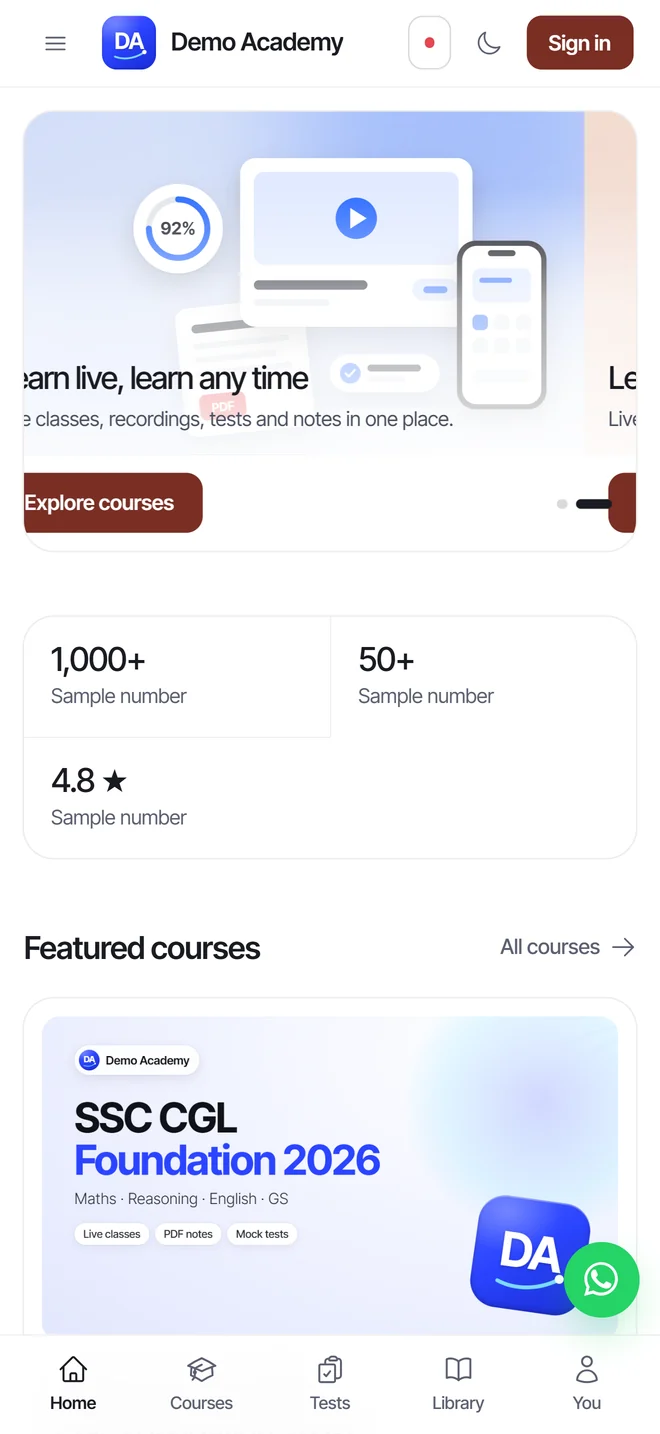 DA
Demo Academy
Sign in
92%
earn live, learn any time
Le
PDF
e classes, recordings, tests and notes in one place.
Live
Explore courses
1,000+
Sample number
50+
Sample number
4.8 ★
Sample number
Featured courses
All courses
DA
Demo Academy
SSC CGL
Foundation 2026
Maths · Reasoning · English · GS
Live classes
PDF notes
Mock tests
DA
Home
Courses
Tests
Library
You